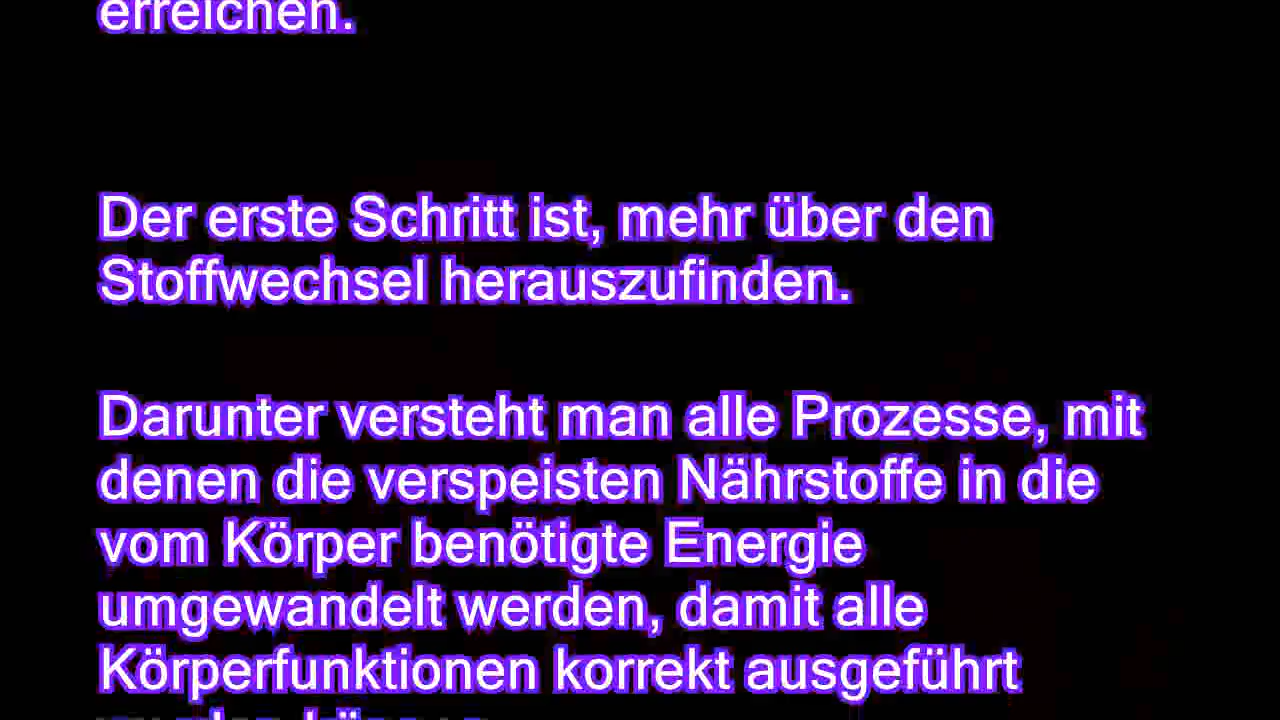 erreichen.
Der erste Schritt ist, mehr über den
Stoffwechsel herauszufinden.
Darunter versteht man alle Prozesse, mit
denen die verspeisten Nährstoffe in die
vom Körper benötigte Energie
umgewandelt werden, damit alle
Körperfunktionen korrekt ausgeführt